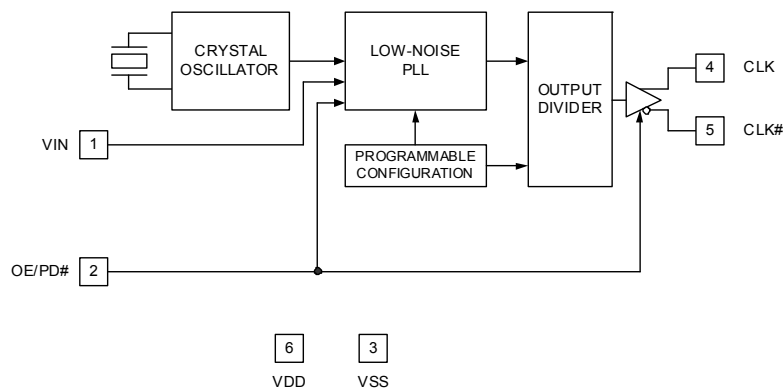 CRYSTAL
OSCILLATOR
LOW-NOISE
PLL
OUTPUT
DIVIDER
4 CLK
5 CLK#
VIN 1
PROGRAMMABLE
CONFIGURATION
OE/PD# 2
6 3
VDD VSS